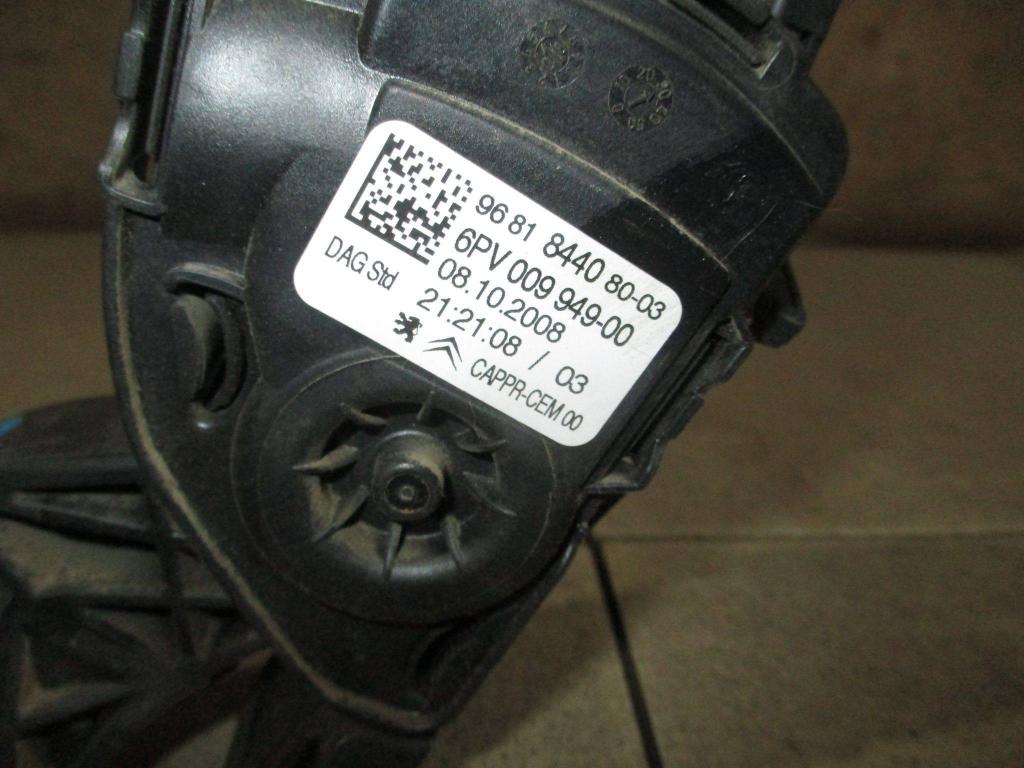 96 81 8440 80-03
6PV 009 949-00
08.10.2008
DAG Std
21:21:08 / 03
CAPPR-CEM 00